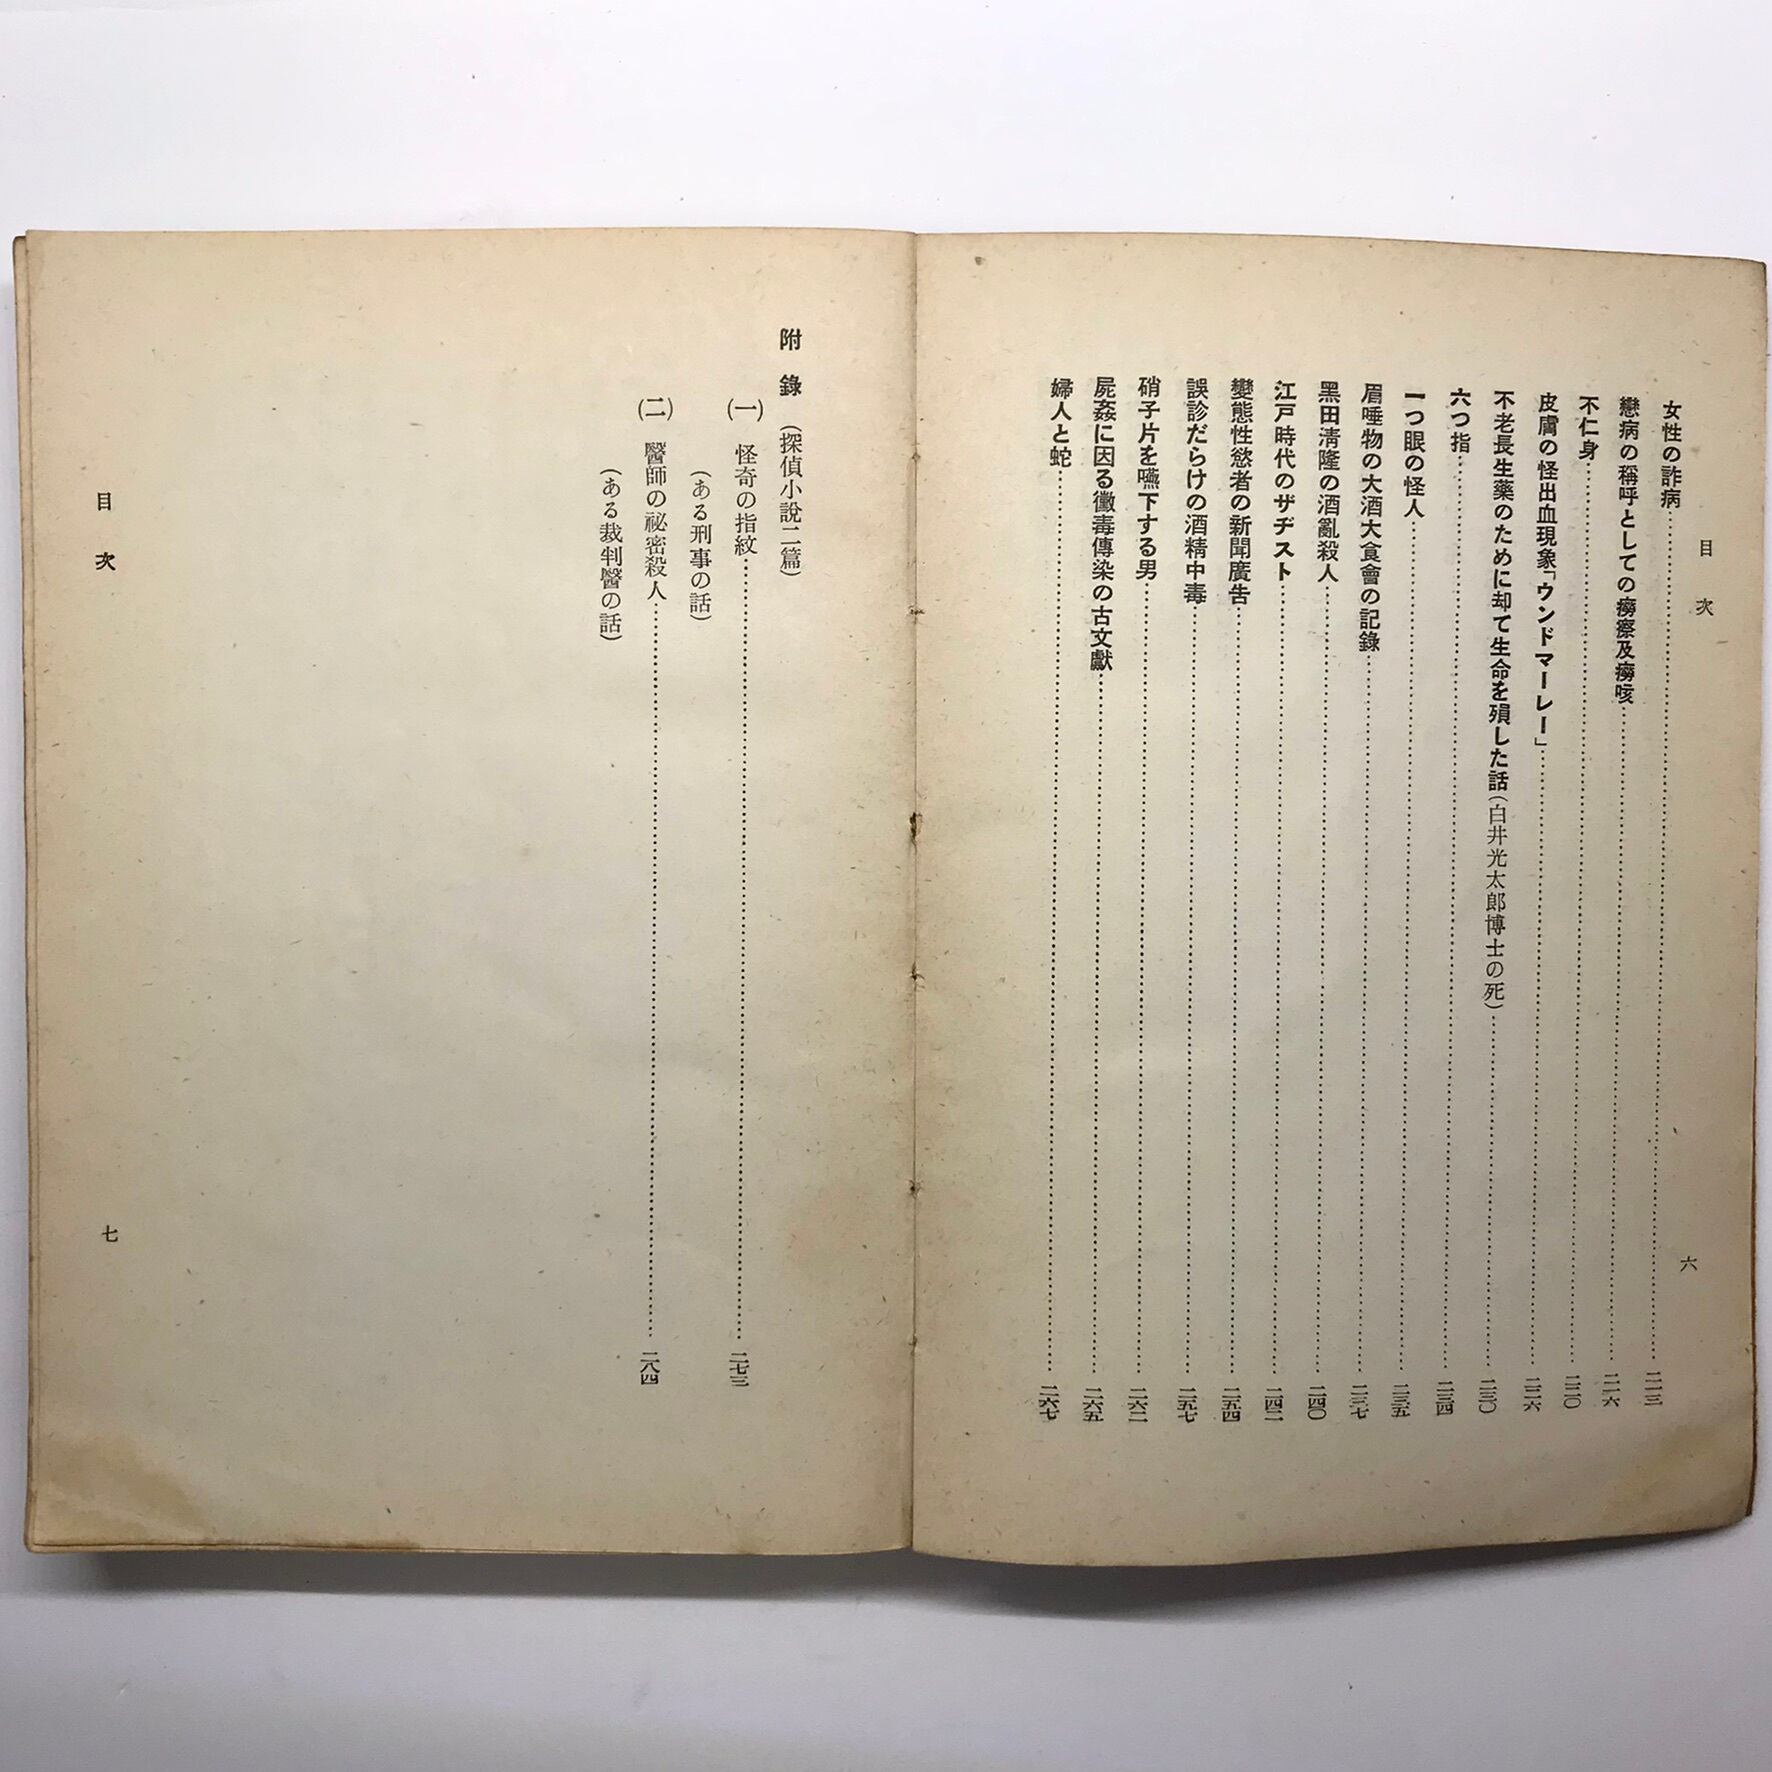 目次
女性の詐病……二一三
戀病の稱呼としての癆瘵及癆咳……二一六
不仁身……二二〇
皮膚の怪出血現象「ウンドマーレー」……二二六
不老長生藥のために却て生命を殞した話(白井光太郎博士の死)……二三〇
六つ指……二三四
一つ眼の怪人……二三五
眉唾物の大酒大食會の記錄……二三七
黑田淸隆の酒亂殺人……二四〇
江戸時代のサヂスト……二四二
變態性慾者の新聞廣告……二五四
誤診だらけの酒精中毒……二五七
硝子片を嚥下する男……二六二
屍姦に因る黴毒傳染の古文獻……二六五
婦人と蛇……二六七
六
附錄(探偵小說二篇)
(一)怪奇の指紋……二七三
(ある刑事の話)
(二)醫師の祕密殺人……二八四
(ある裁判醫の話)
目次
七